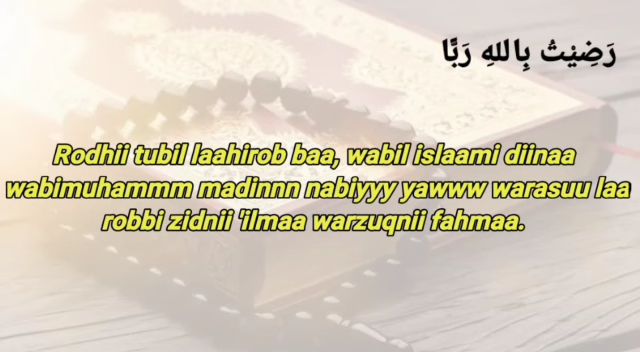 رَضِيْتُ بِاللهِ رَبًّا
Rodhii tubil laahirob baa, wabil islaami diinaa
wabimuhammm madinnn nabiyyy yawww warasuu laa
robbi zidnii 'ilmaa warzuqnii fahmaa.